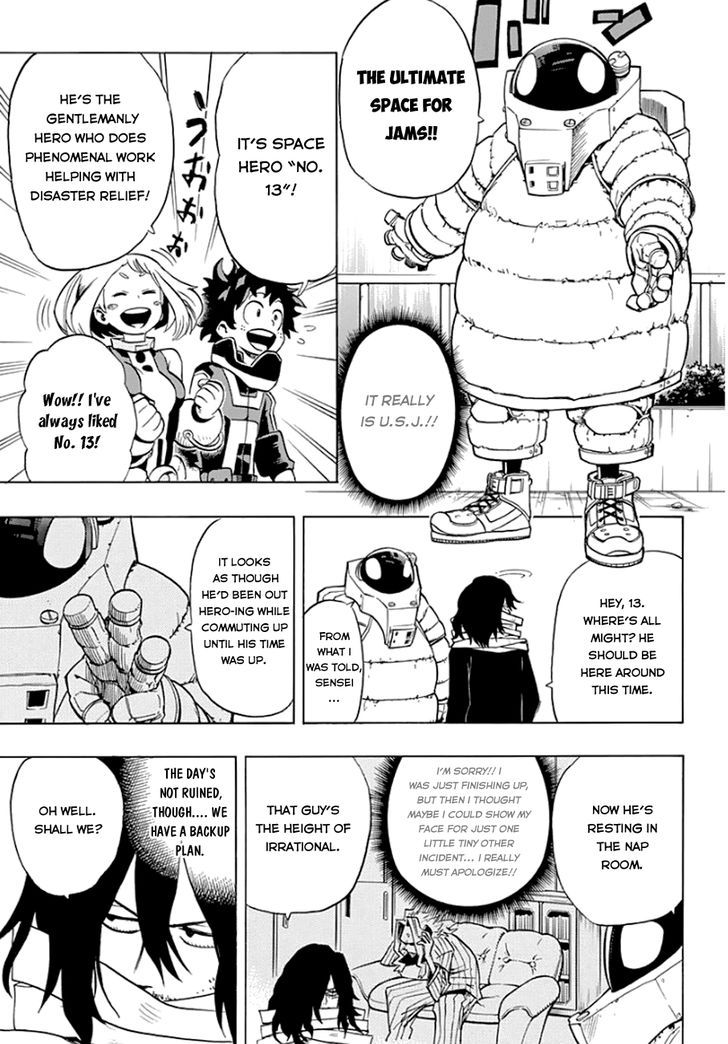 THE ULTIMATE
SPACE FOR
JAMS!!
IT REALLY
IS U.S.J.!!
IT'S SPACE
HERO "NO.
13"!
うおおぉぉ
HE'S THE
GENTLEMANLY
HERO WHO DOES
PHENOMENAL WORK
HELPING WITH
DISASTER RELIEF!
Wow!! I've
always liked
No. 13!
HEY, 13.
WHERE'S ALL
MIGHT? HE
SHOULD BE
HERE AROUND
THIS TIME.
FROM
WHAT I
WAS TOLD,
SENSEI
...
IT LOOKS
AS THOUGH
HE'D BEEN OUT
HERO-ING WHILE
COMMUTING UP
UNTIL HIS TIME
WAS UP.
NOW HE'S
RESTING IN
THE NAP
ROOM.
I'M SORRY!! I
WAS JUST FINISHING UP,
BUT THEN I THOUGHT
MAYBE I COULD SHOW MY
FACE FOR JUST ONE
LITTLE TINY OTHER
INCIDENT... I REALLY
MUST APOLOGIZE!!
THAT GUY'S
THE HEIGHT OF
IRRATIONAL.
THE DAY'S
NOT RUINED,
THOUGH.... WE
HAVE A BACKUP
PLAN.
OH WELL.
SHALL WE?